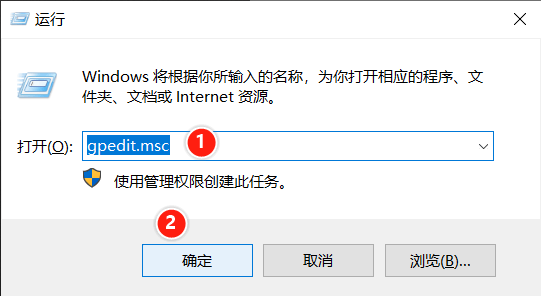 运行
Windows 将根据你所输入的名称，为你打开相应的程序、文
件夹、文档或 Internet 资源。
打开(O): gpedit.msc 1
使用管理权限创建此任务。
2
确定 取消 浏览(B)...